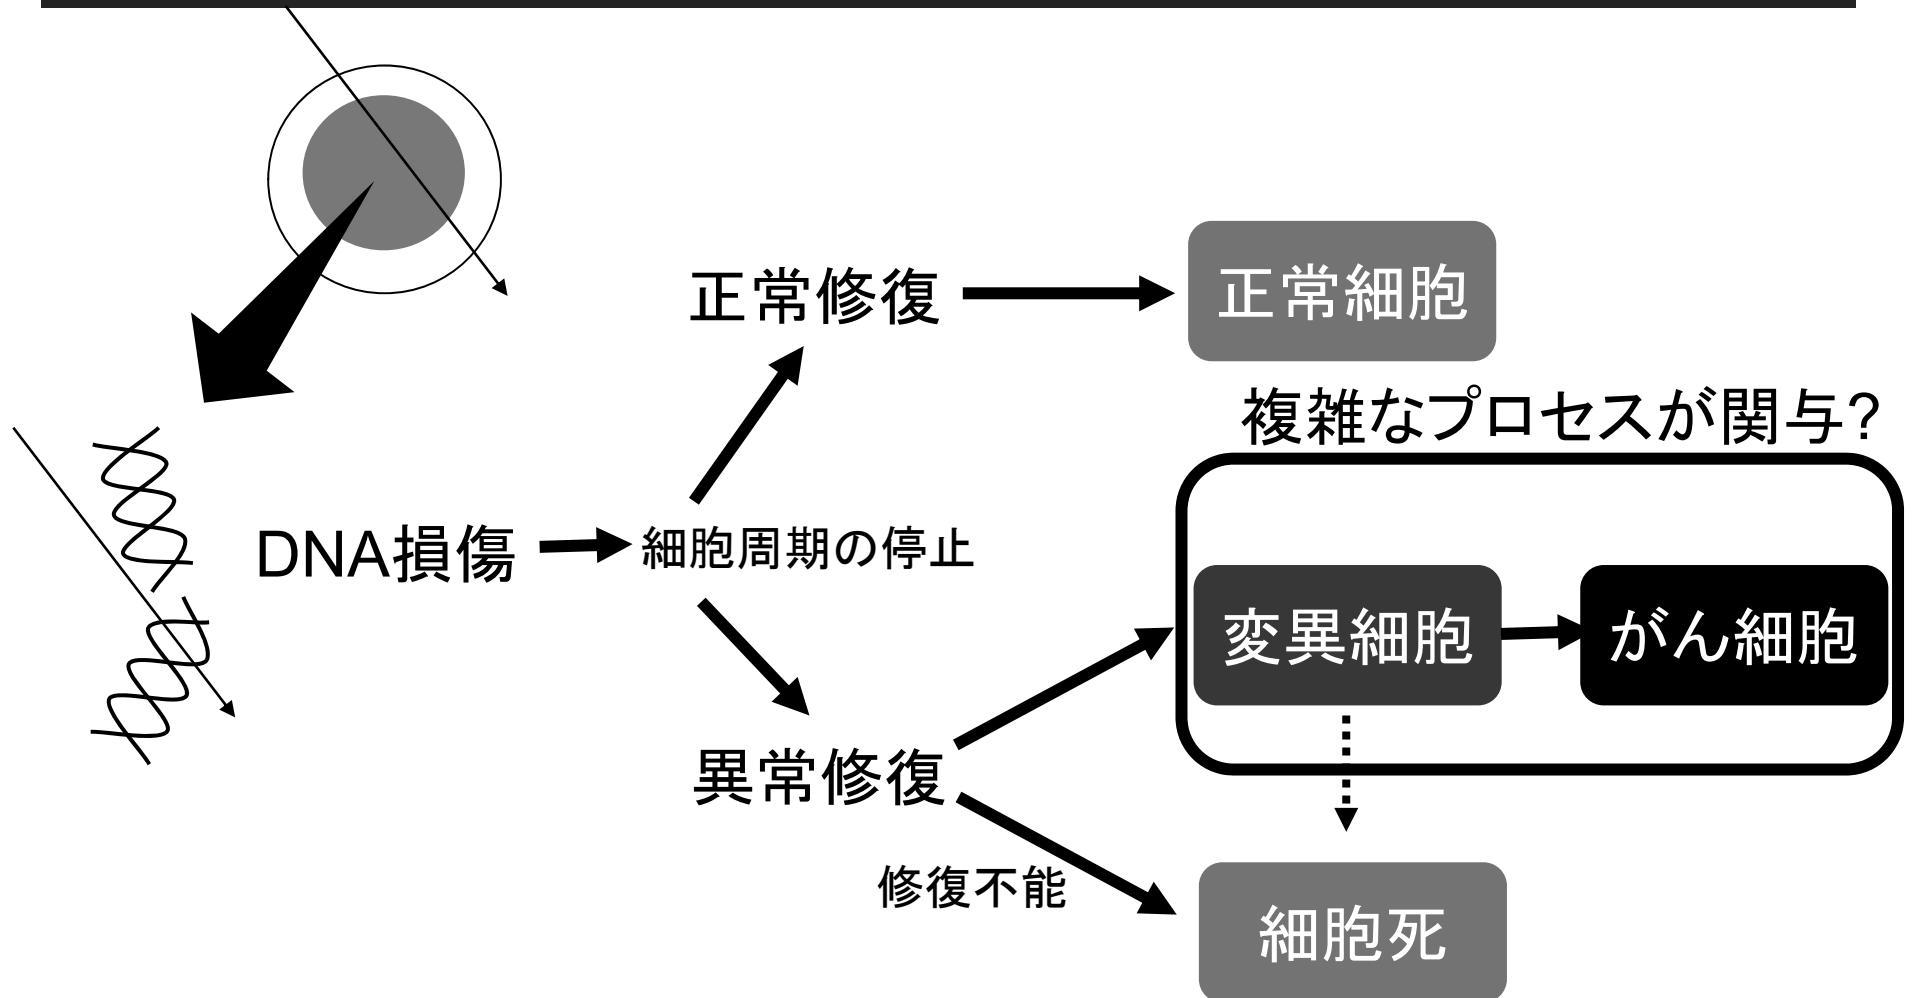 正常修復
正常細胞
複雑なプロセスが関与?
DNA損傷
細胞周期の停止
変異細胞
がん細胞
異常修復
修復不能
細胞死